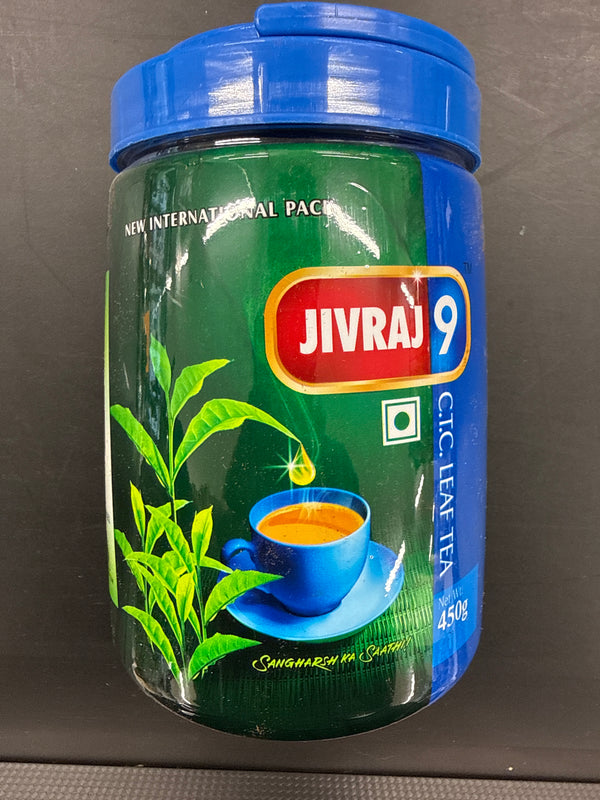 NEW INTERNATIONAL PACK
JIVRAJ 9
TM
C.T.C. LEAF TEA
Net Wt.
450g
SANGHARSH KA SAATHI!